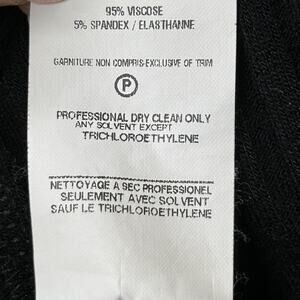 95% VISCOSE
5% SPANDEX / ELASTHANNE
GARNITURE NON COMPRIS-EXCLUSIVE OF TRIM
P
PROFESSIONAL DRY CLEAN ONLY
ANY SOLVENT EXCEPT
TRICHLOROETHYLENE
NETTOYAGE A SEC PROFESSIONEL
SEULEMENT AVEC SOLVENT
SAUF LE TRICHLOROETHYLENE